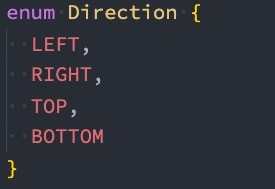 enum Direction {
  LEFT,
  RIGHT,
  TOP,
  BOTTOM
}